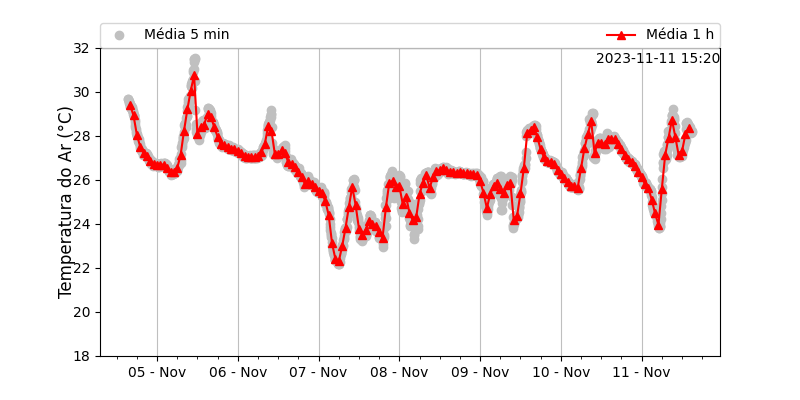 Média 5 min
Média 1 h
2023-11-11 15:20
Temperatura do Ar (°C)
32
30
28
26
24
22
20
18
05 - Nov
06 - Nov
07 - Nov
08 - Nov
09 - Nov
10 - Nov
11 - Nov